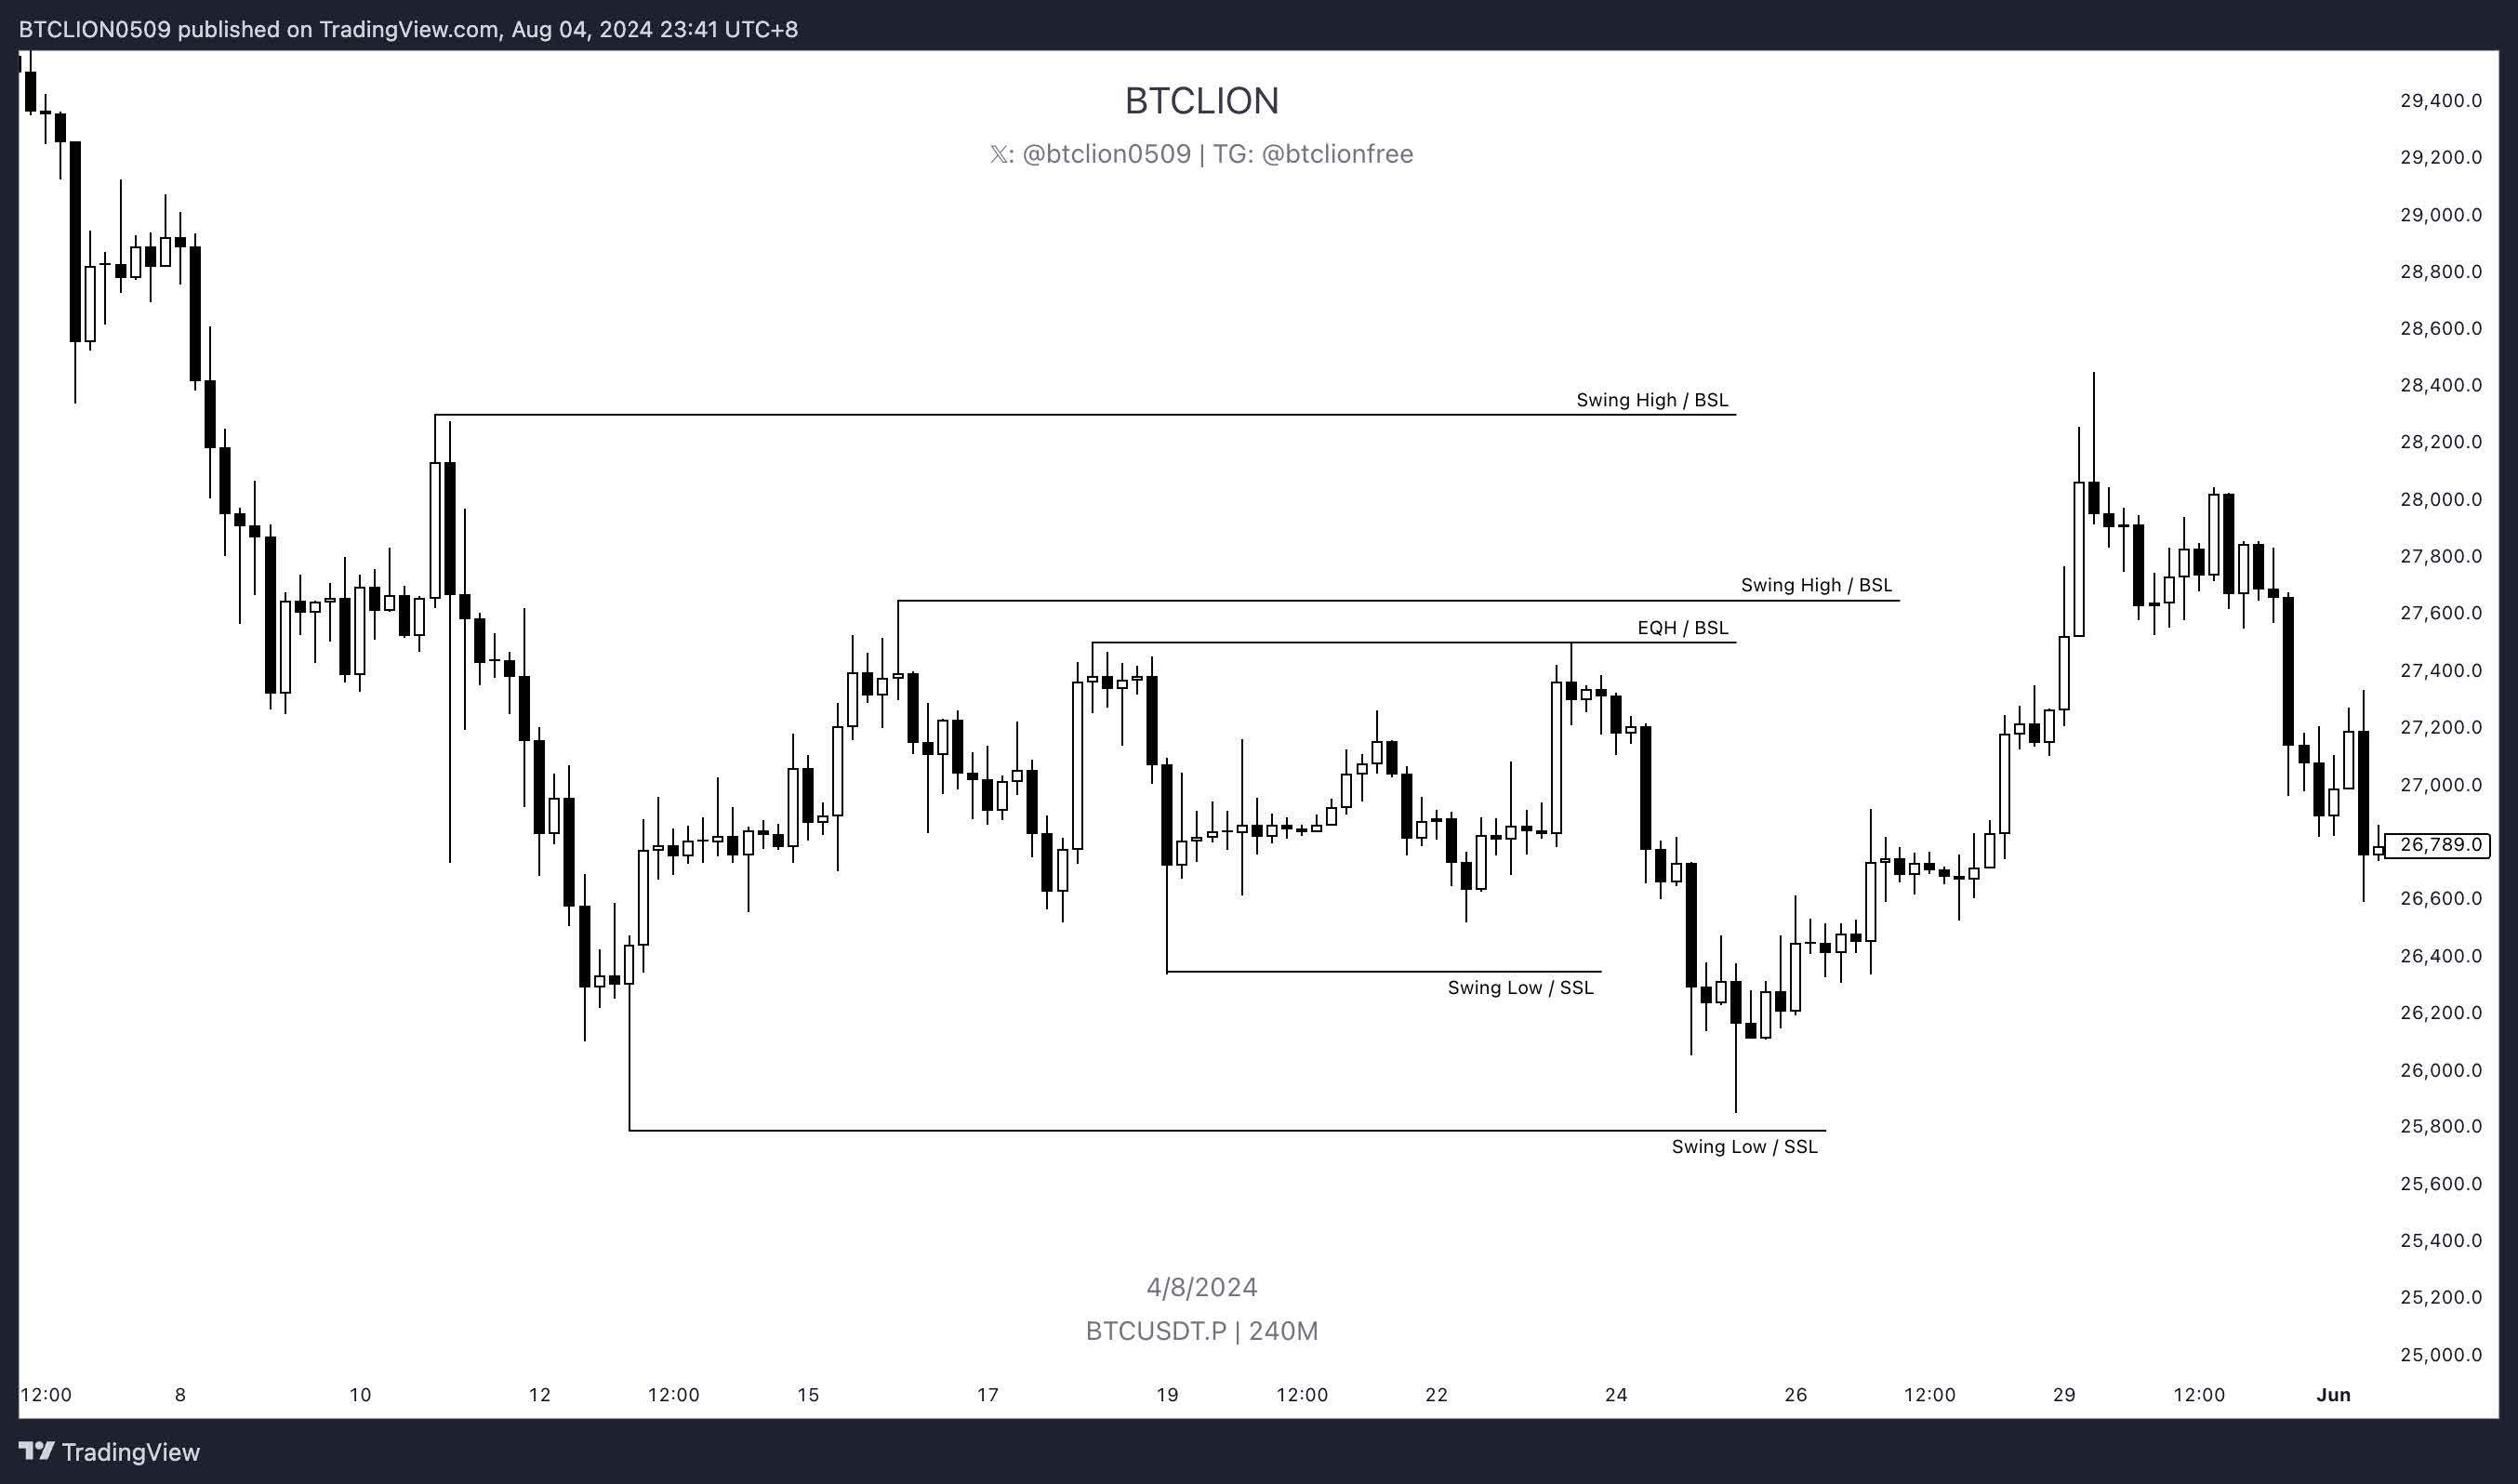 BTCLION0509 published on TradingView.com, Aug 04, 2024 23:41 UTC+8
BTCLION
𝕏: @btclion0509 | TG: @btclionfree
29,400.0
29,200.0
29,000.0
28,800.0
28,600.0
28,400.0
28,200.0
28,000.0
27,800.0
27,600.0
27,400.0
27,200.0
27,000.0
26,789.0
26,600.0
26,400.0
26,200.0
26,000.0
25,800.0
25,600.0
25,400.0
25,200.0
25,000.0
Swing High / BSL
Swing High / BSL
EQH / BSL
Swing Low / SSL
Swing Low / SSL
4/8/2024
BTCUSDT.P | 240M
12:00 8 10 12 12:00 15 17 19 12:00 22 24 26 12:00 29 12:00 Jun
TradingView